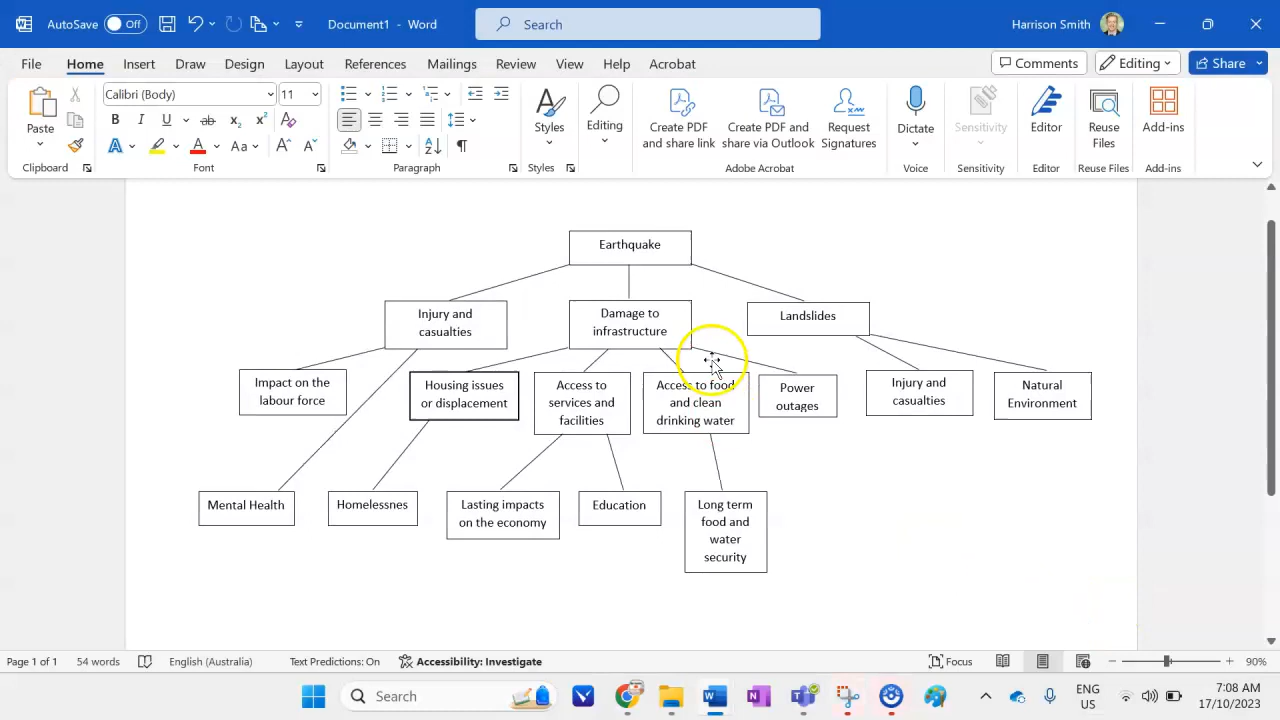 AutoSave Off Document1 - Word Search Harrison Smith
File Home Insert Draw Design Layout References Mailings Review View Help Acrobat Comments Editing Share
Calibri (Body) 11
Paste Styles Editing Create PDF and share link Create PDF and share via Outlook Request Signatures Dictate Sensitivity Editor Reuse Files Add-ins
Clipboard Font Paragraph Styles Adobe Acrobat Voice Sensitivity Editor Reuse Files Add-ins
Earthquake
Injury and
casualties
Damage to
infrastructure
Landslides
Impact on the
labour force
Housing issues
or displacement
Access to
services and
facilities
Access to food
and clean
drinking water
Power
outages
Injury and
casualties
Natural
Environment
Mental Health
Homelessnes
Lasting impacts
on the economy
Education
Long term
food and
water
security
Page 1 of 1 54 words English (Australia) Text Predictions: On Accessibility: Investigate Focus 90%
Search
ENG
US
7:08 AM
17/10/2023